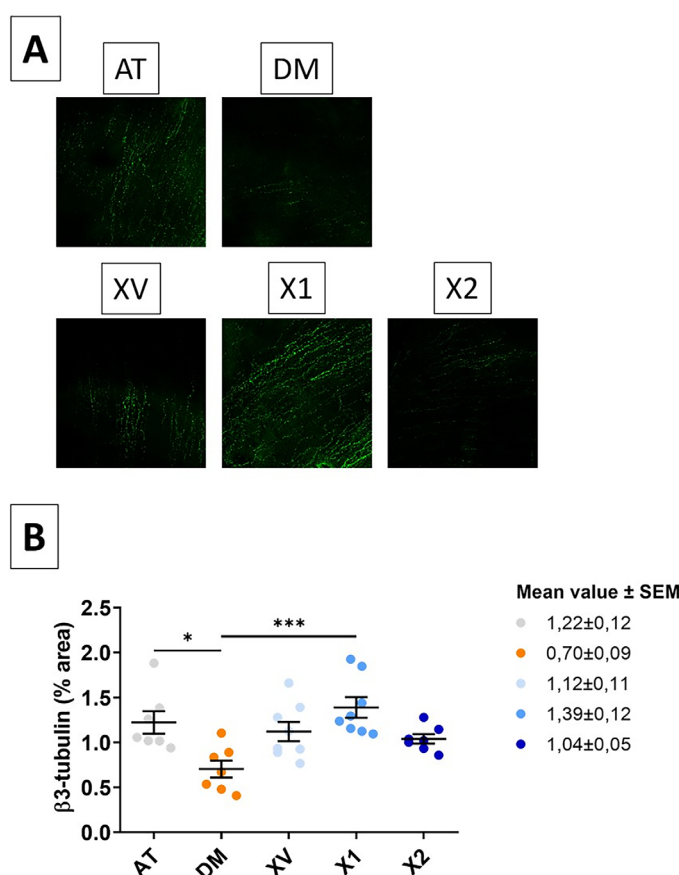 A
AT
DM
XV
X1
X2
B
Mean value ± SEM
1,22±0,12
0,70±0,09
1,12±0,11
1,39±0,12
1,04±0,05
β3-tubulin (% area)
2.5
2.0
1.5
1.0
0.5
0.0
*
***
AT
DM
XV
X1
X2